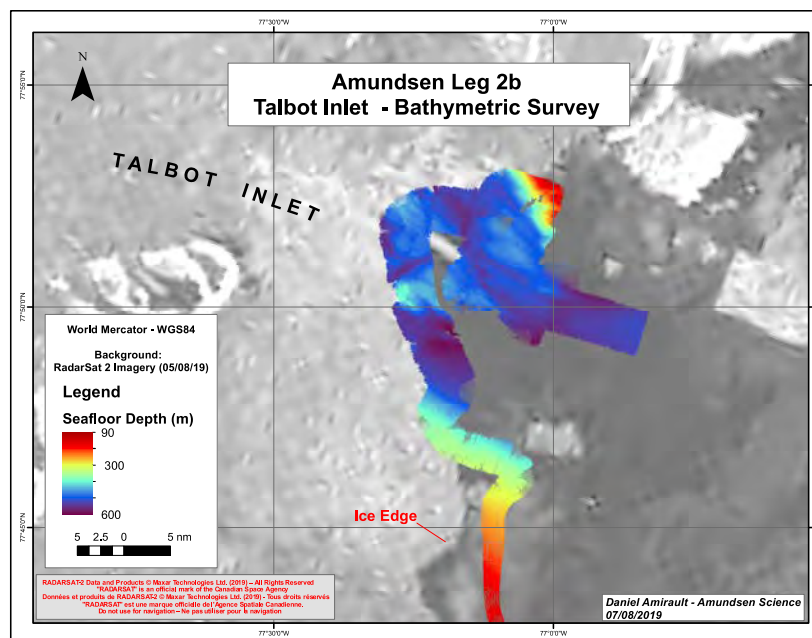 77°30'0"W
77°0'0"W
N
77°55'0"N
Amundsen Leg 2b
Talbot Inlet - Bathymetric Survey
TALBOT INLET
77°50'0"N
World Mercator - WGS84
Background:
RadarSat 2 Imagery (05/08/19)
Legend
Seafloor Depth (m)
90
300
600
5 2.5 0 5 nm
77°45'0"N
Ice Edge
RADARSAT-2 Data and Products © Maxar Technologies Ltd. (2019) – All Rights Reserved
"RADARSAT" is an official mark of the Canadian Space Agency
Données et produits de RADARSAT-2 © Maxar Technologies Ltd. (2019) - Tous droits réservés
"RADARSAT" est une marque officielle del'Agence Spatiale Canadienne.
Do not use for navigation – Ne pas utiliser pour la navigation
Daniel Amirault - Amundsen Science
07/08/2019
77°30'0"W
77°0'0"W